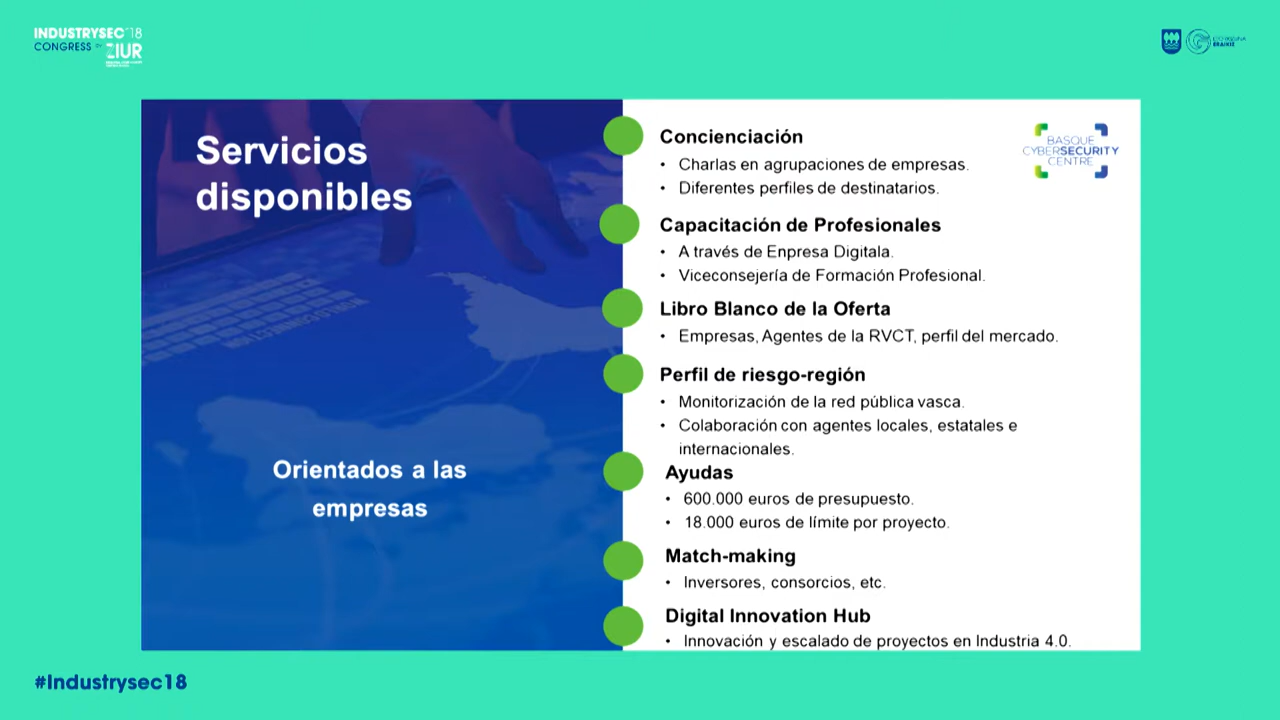 INDUSTRYSEC 18
CONGRESS BY ZIUR
Servicios
disponibles
Orientados a las
empresas
BASQUE
CYBERSECURITY
CENTRE
Concienciación
• Charlas en agrupaciones de empresas.
• Diferentes perfiles de destinatarios.
Capacitación de Profesionales
• A través de Enpresa Digitala.
• Viceconsejería de Formación Profesional.
Libro Blanco de la Oferta
• Empresas, Agentes de la RVCT, perfil del mercado.
Perfil de riesgo-región
• Monitorización de la red pública vasca.
• Colaboración con agentes locales, estatales e
internacionales.
Ayudas
• 600.000 euros de presupuesto.
• 18.000 euros de límite por proyecto.
Match-making
• Inversores, consorcios, etc.
Digital Innovation Hub
• Innovación y escalado de proyectos en Industria 4.0.
#Industrysec18